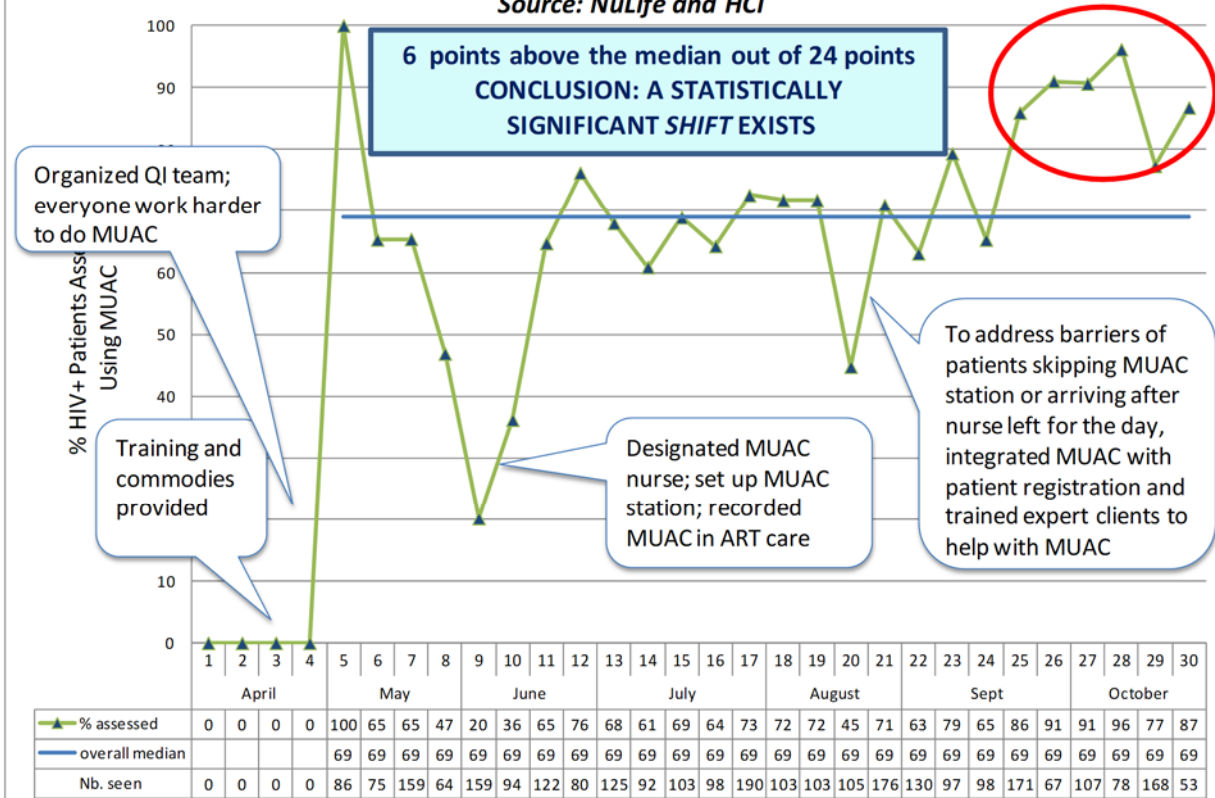 Source: NuLife and HCI
6 points above the median out of 24 points
CONCLUSION: A STATISTICALLY
SIGNIFICANT SHIFT EXISTS
Organized QI team;
everyone work harder
to do MUAC
Training and
commodies
provided
Designated MUAC
nurse; set up MUAC
station; recorded
MUAC in ART care
To address barriers of
patients skipping MUAC
station or arriving after
nurse left for the day,
integrated MUAC with
patient registration and
trained expert clients to
help with MUAC
% HIV+ Patients
Using MUAC
100
90
60
50
40
10
0
1 2 3 4 5 6 7 8 9 10 11 12 13 14 15 16 17 18 19 20 21 22 23 24 25 26 27 28 29 30
April May June July August Sept October
% assessed 0 0 0 0 100 65 65 47 20 36 65 76 68 61 69 64 73 72 72 45 71 63 79 65 86 91 91 96 77 87
overall median 69 69 69 69 69 69 69 69 69 69 69 69 69 69 69 69 69 69 69 69 69 69 69 69 69 69
Nb. seen 0 0 0 0 86 75 159 64 159 94 122 80 125 92 103 98 190 103 103 105 176 130 97 98 171 67 107 78 168 53